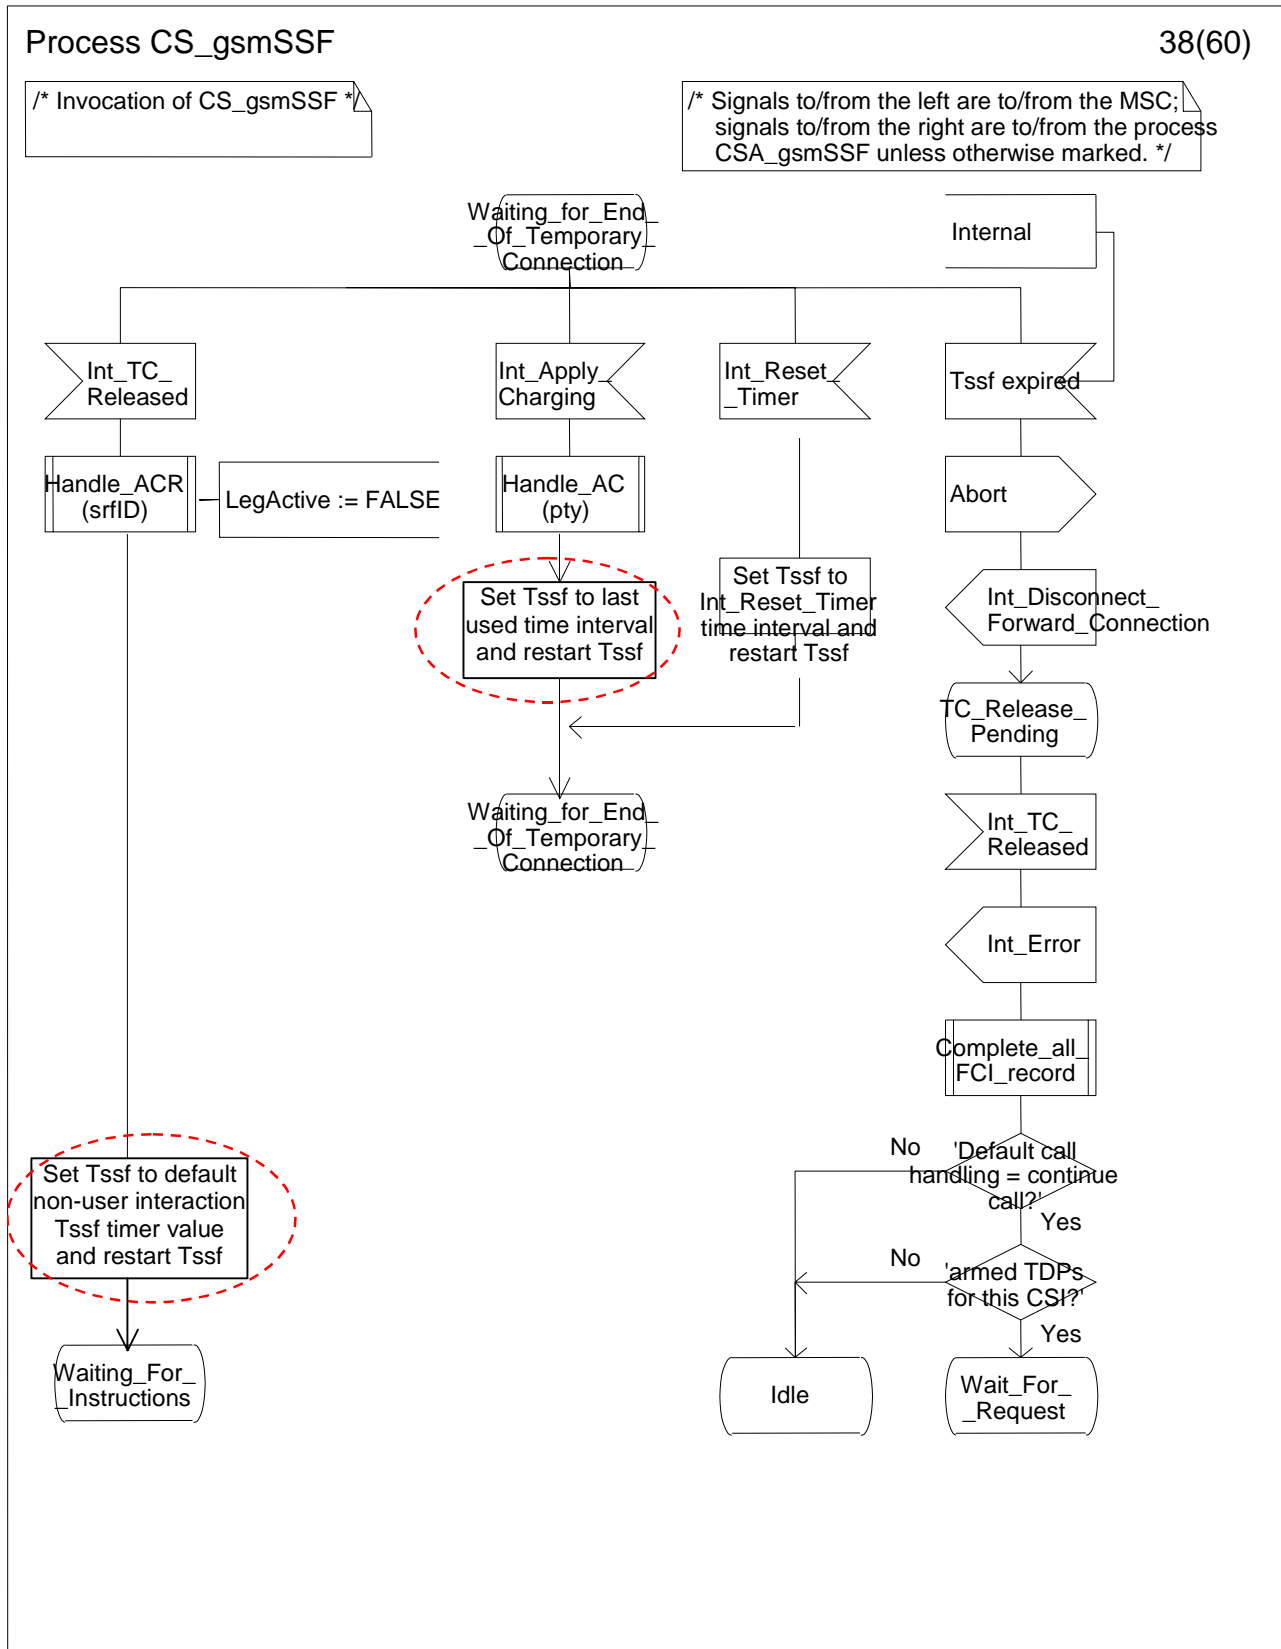 Process CS_gsmSSF
38(60)
/* Invocation of CS_gsmSSF */
/* Signals to/from the left are to/from the MSC;
signals to/from the right are to/from the process
CSA_gsmSSF unless otherwise marked. */
Waiting_for_End_
_Of_Temporary_
Connection
Internal
Int_TC_
Released
Int_Apply_
Charging
Int_Reset_
_Timer
Tssf expired
Handle_ACR
(srfID)
LegActive := FALSE
Handle_AC
(pty)
Abort
Set Tssf to last
used time interval
and restart Tssf
Set Tssf to
Int_Reset_Timer
time interval and
restart Tssf
Int_Disconnect_
Forward_Connection
TC_Release_
Pending
Waiting_for_End_
_Of_Temporary_
Connection
Int_TC_
Released
Int_Error
Complete_all_
FCI_record
No
'Default call
handling = continue
call?'
Yes
Set Tssf to default
non-user interaction
Tssf timer value
and restart Tssf
No
'armed TDPs
for this CSI?'
Yes
Waiting_For_
_Instructions
Idle
Wait_For_
_Request